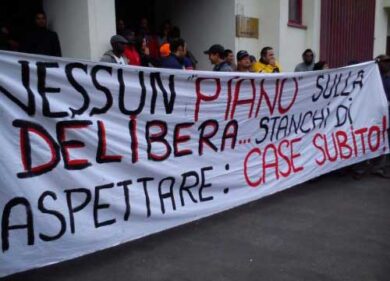 NESSUN "PIANO" SULLA
DELIBERA... STANCHI DI
ASPETTARE: CASE SUBITO!